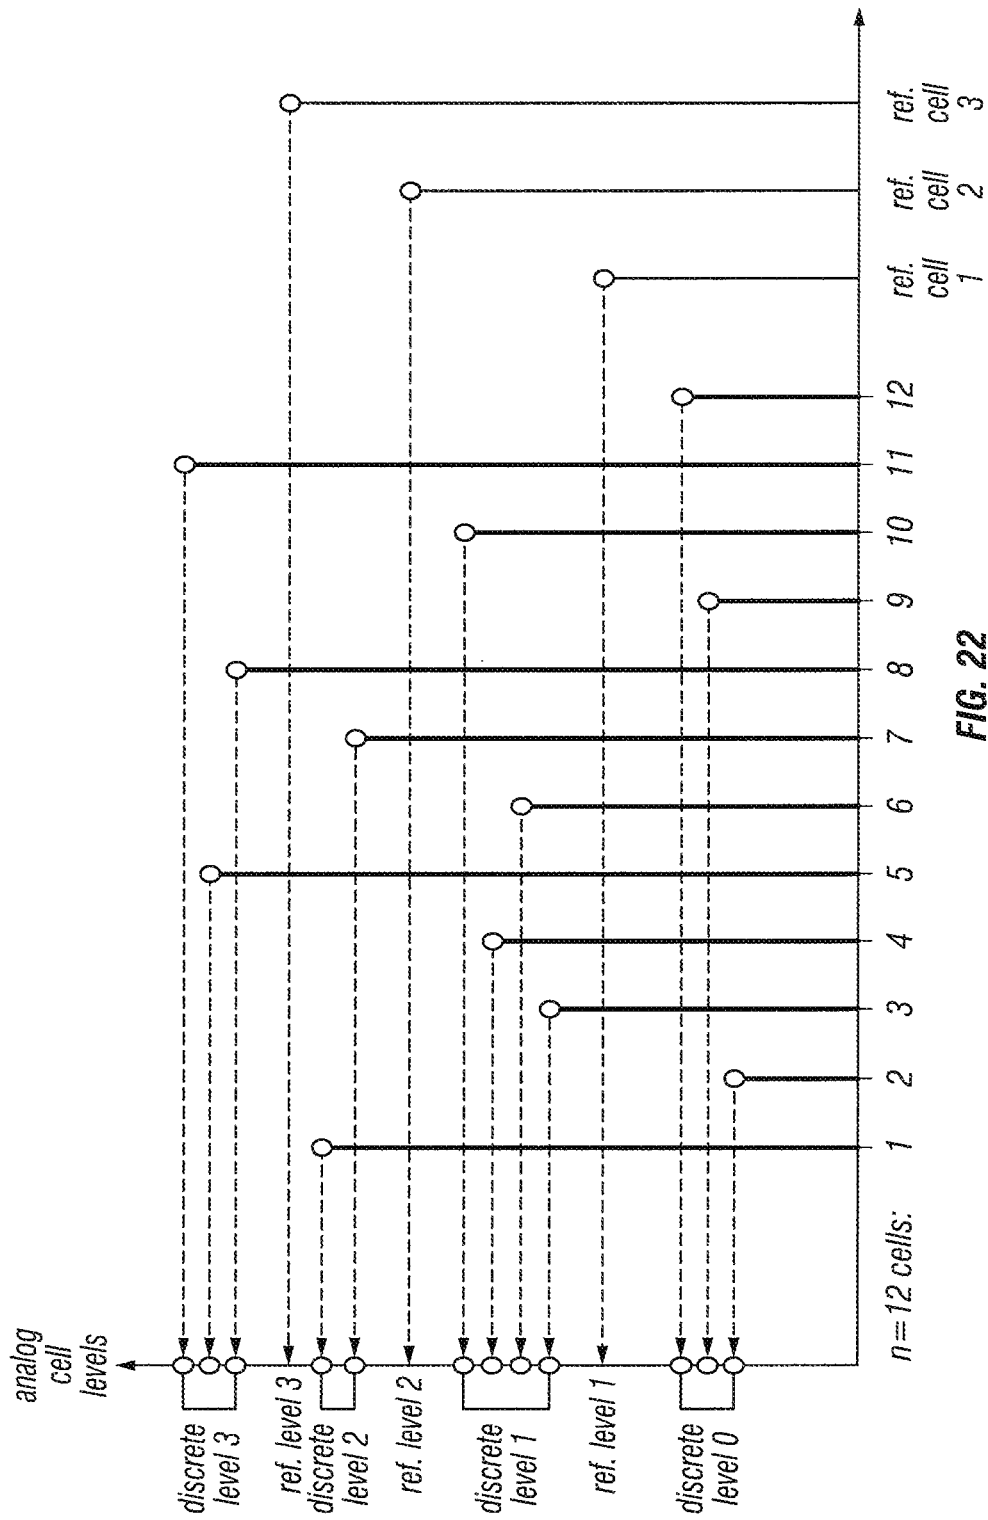 analog
cell
levels
discrete
level 3
ref. level 3
discrete
level 2
ref. level 2
discrete
level 1
ref. level 1
discrete
level 0
n=12 cells:
1
2
3
4
5
6
7
8
9
10
11
12
ref.
cell
1
ref.
cell
2
ref.
cell
3
FIG. 22